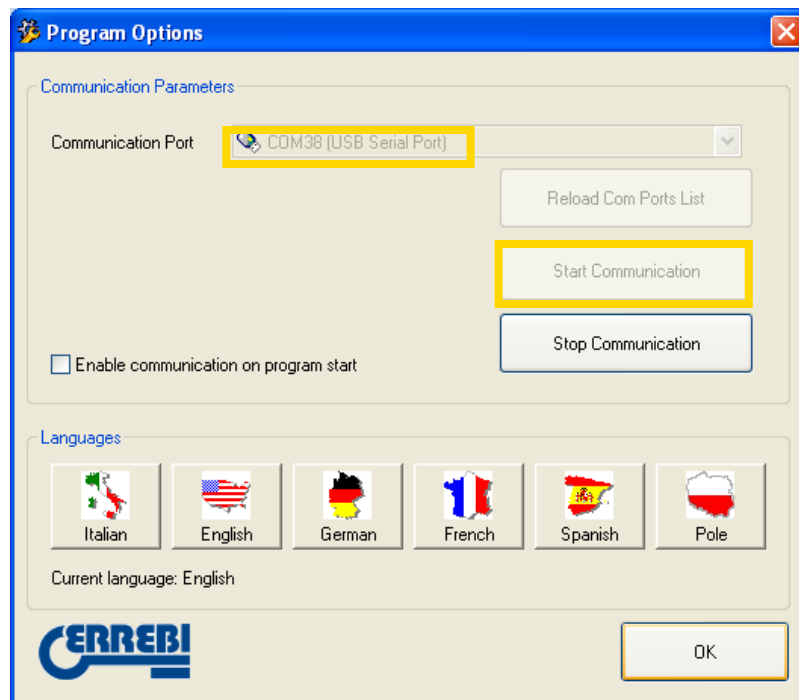 Program Options
Communication Parameters
Communication Port
COM38 (USB Serial Port)
Reload Com Ports List
Start Communication
Stop Communication
Enable communication on program start
Languages
Italian
English
German
French
Spanish
Pole
Current language: English
ERREBI
OK